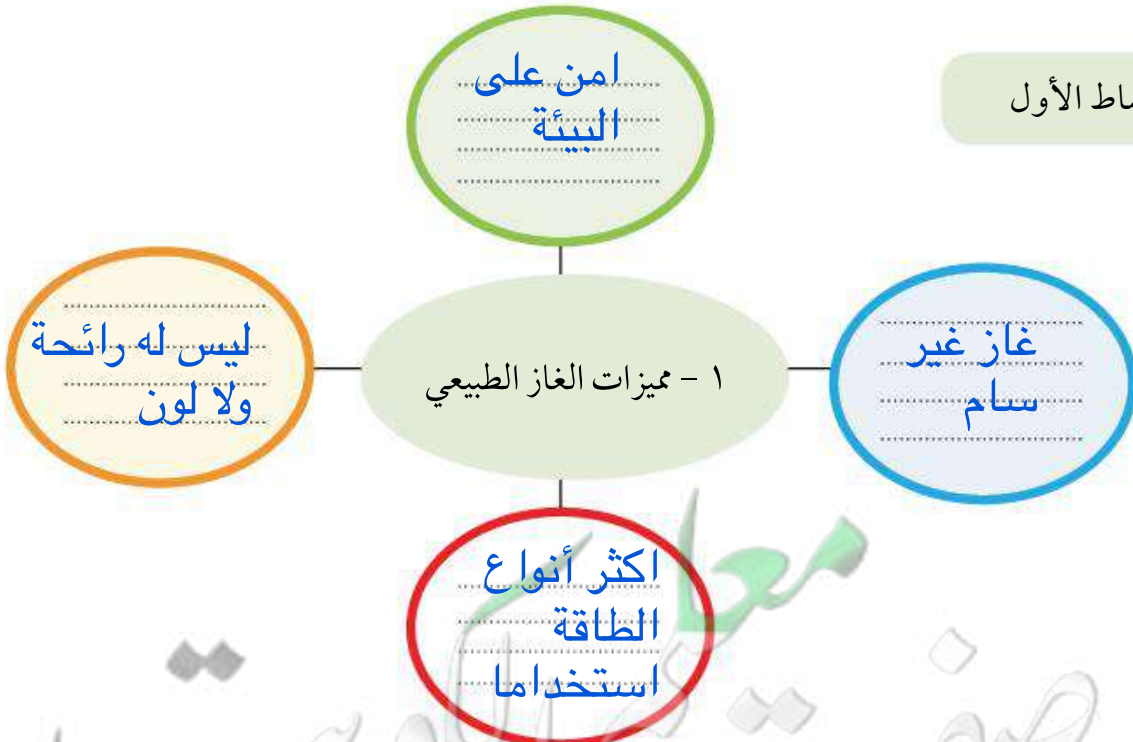 ساط الأول
امن على
البيئة
غاز غير
سام
١ - مميزات الغاز الطبيعي
ليس له رائحة
ولا لون
اكثر أنواع
الطاقة
استخداما